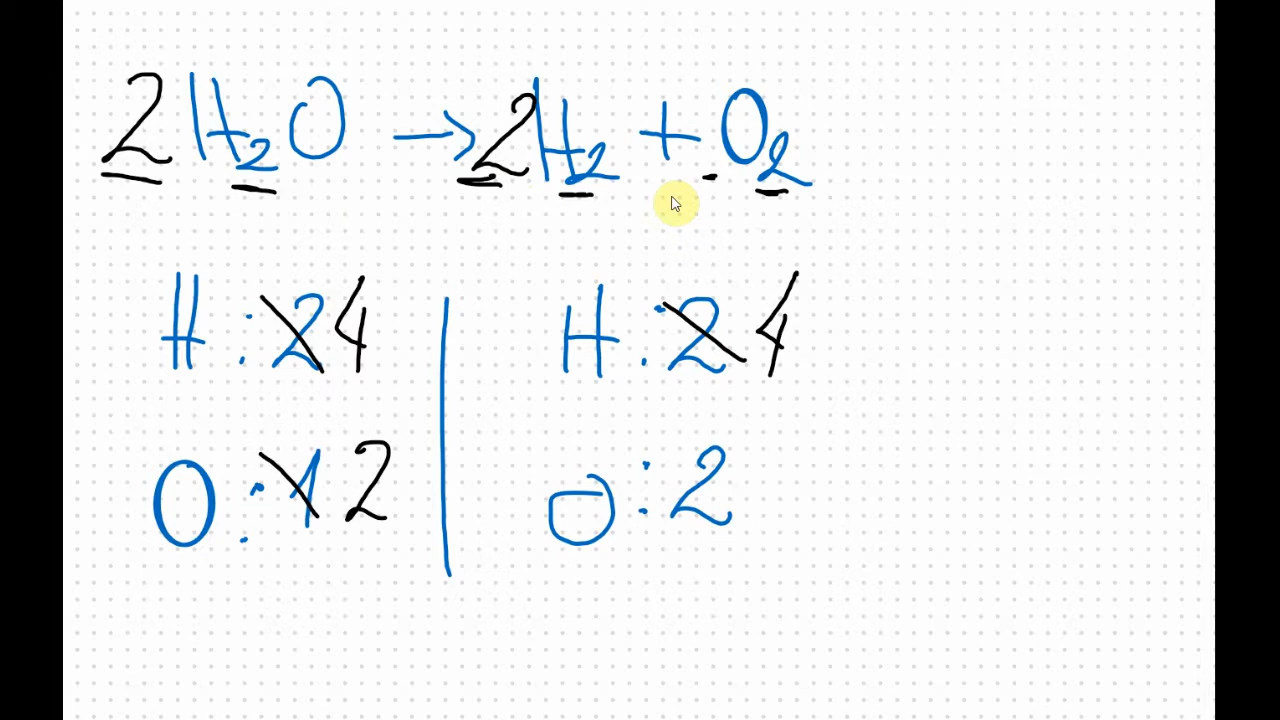 2H₂O → 2H₂ + O₂
H : 2 4 | H : 2 4
O : 1 2 | O : 2